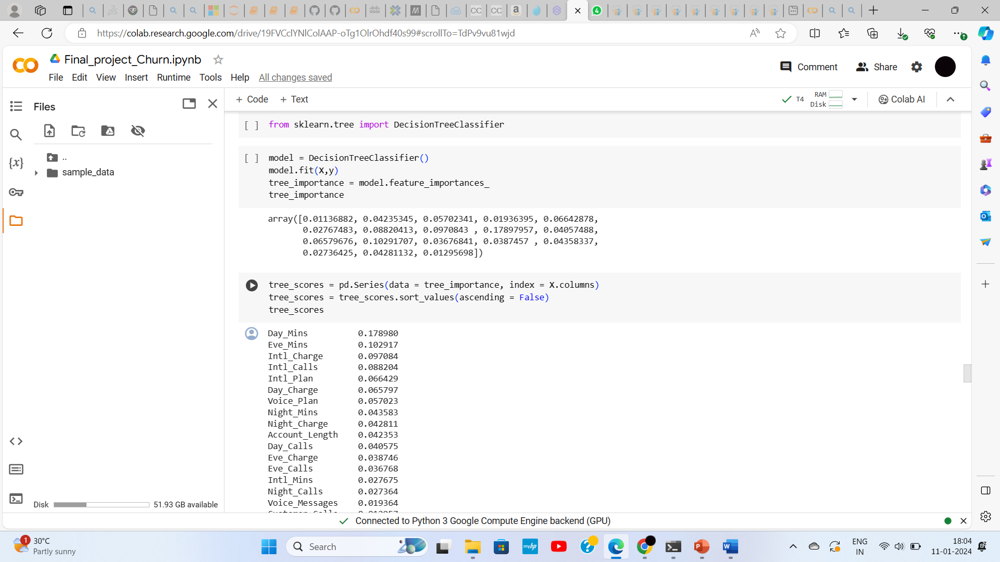 https://colab.research.google.com/drive/19FVCclYNlColAAP-oTg1OlrOhdf40s99#scrollTo=TdPv9vu81wjd
Final_project_Churn.ipynb
Comment
Share
File Edit View Insert Runtime Tools Help All changes saved
Files
+ Code + Text
T4
RAM
Disk
Colab AI
..
sample_data
[ ] from sklearn.tree import DecisionTreeClassifier
[ ] model = DecisionTreeClassifier()
model.fit(X,y)
tree_importance = model.feature_importances_
tree_importance
array([0.01136882, 0.04235345, 0.05702341, 0.01936395, 0.06642878,
0.02767483, 0.08820413, 0.0970843 , 0.17897957, 0.04057488,
0.06579676, 0.10291707, 0.03676841, 0.0387457 , 0.04358337,
0.02736425, 0.04281132, 0.01295698])
tree_scores = pd.Series(data = tree_importance, index = X.columns)
tree_scores = tree_scores.sort_values(ascending = False)
tree_scores
Day_Mins 0.178980
Eve_Mins 0.102917
Intl_Charge 0.097084
Intl_Calls 0.088204
Intl_Plan 0.066429
Day_Charge 0.065797
Voice_Plan 0.057023
Night_Mins 0.043583
Night_Charge 0.042811
Account_Length 0.042353
Day_Calls 0.040575
Eve_Charge 0.038746
Eve_Calls 0.036768
Intl_Mins 0.027675
Night_Calls 0.027364
Voice_Messages 0.019364
Disk 51.93 GB available
Connected to Python 3 Google Compute Engine backend (GPU)
1
30°C
Partly sunny
Search
myhp
ENG
IN
18:04
11-01-2024